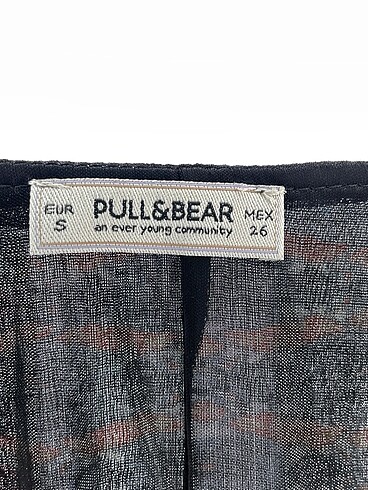 EUR S
PULL&BEAR
an ever young community
MEX 26